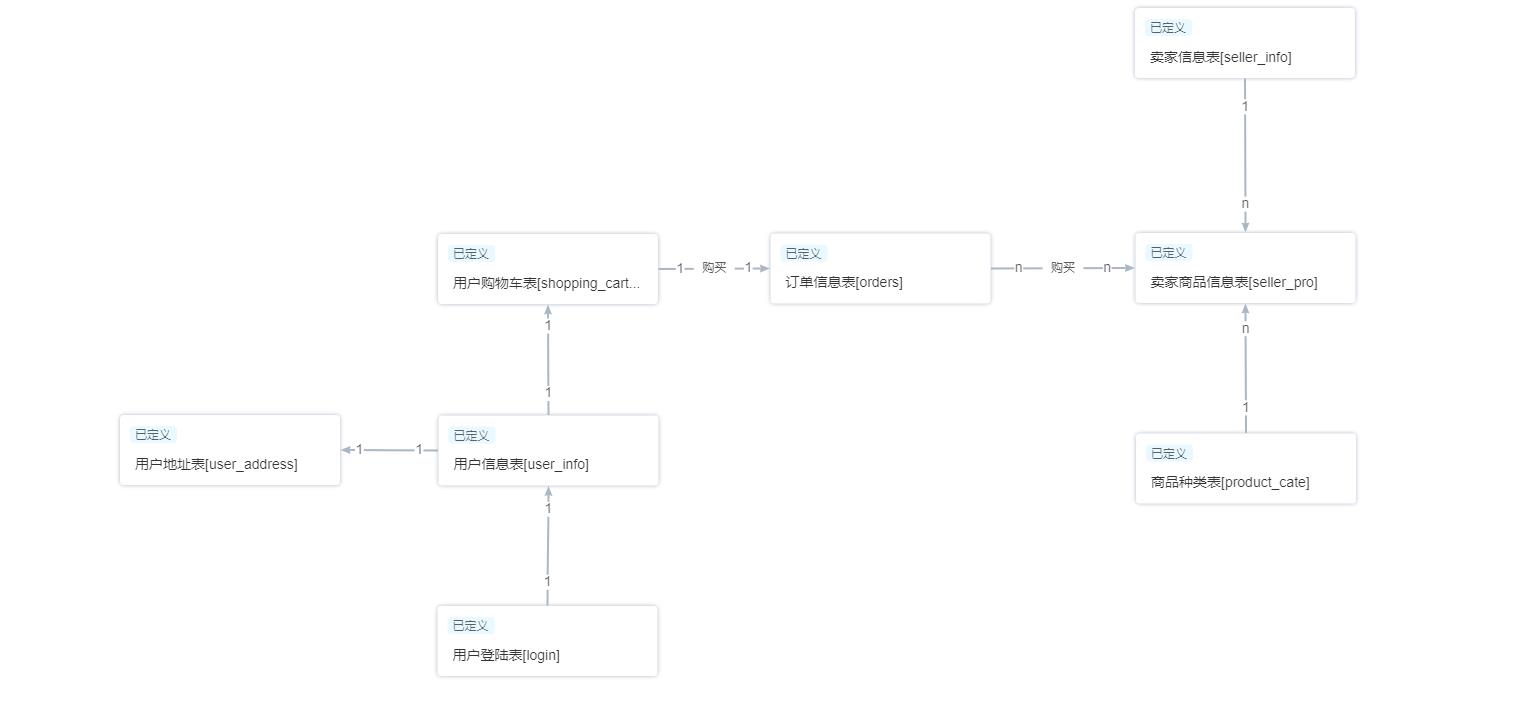 已定义
卖家信息表[seller_info]
1
n
已定义
用户购物车表[shopping_cart...
1 购买 1
已定义
订单信息表[orders]
n 购买 n
已定义
卖家商品信息表[seller_pro]
1
1
n
1
已定义
用户地址表[user_address]
1 1
已定义
用户信息表[user_info]
已定义
商品种类表[product_cate]
1
1
已定义
用户登陆表[login]